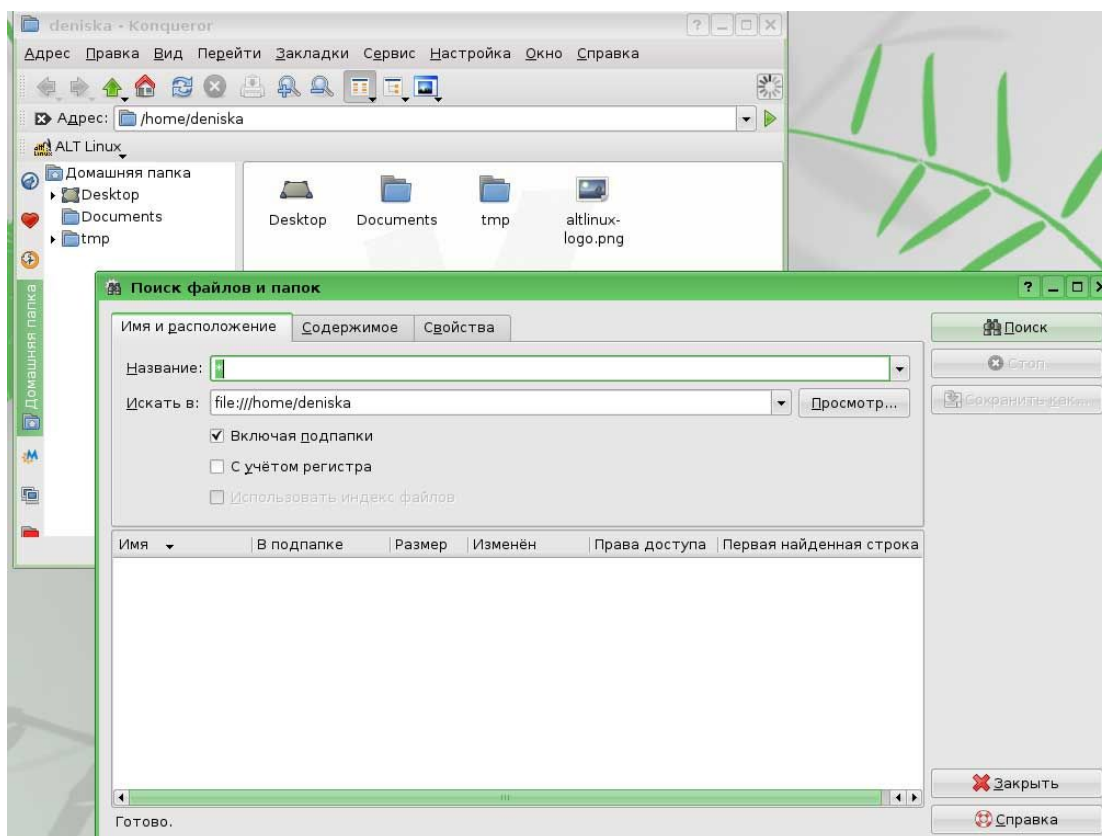 deniska - Konqueror
Адрес Правка Вид Перейти Закладки Сервис Настройка Окно Справка
Адрес: /home/deniska
ALT Linux
Домашняя папка
Desktop
Documents
tmp
Desktop Documents tmp altlinux-
logo.png
Домашняя папка
Поиск файлов и папок
Имя и расположение Содержимое Свойства
Поиск
Название: *
Стоп
Искать в: file:///home/deniska Просмотр...
Сохранить как...
Включая подпапки
С учётом регистра
Использовать индекс файлов
Имя В подпапке Размер Изменён Права доступа Первая найденная строка
Закрыть
Готово.
Справка